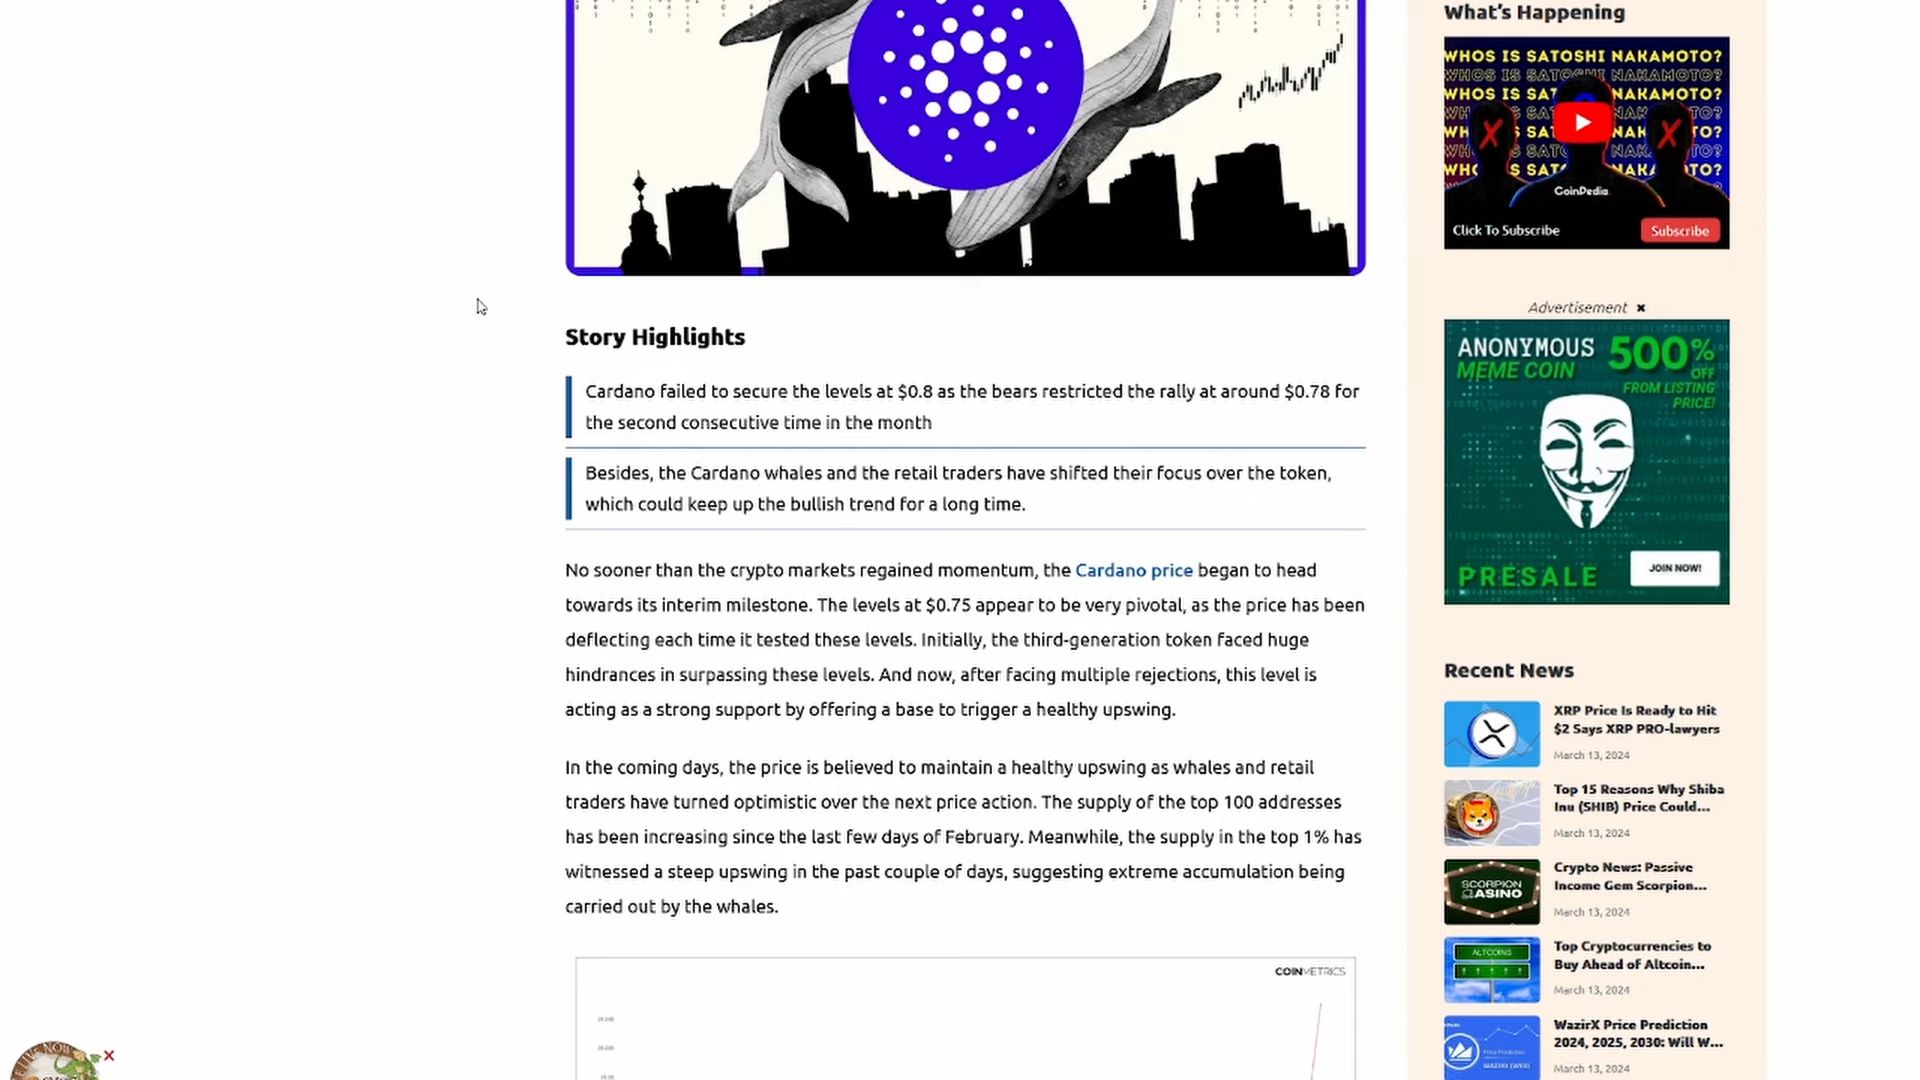 What's Happening
WHOS IS SATOSHI NAKAMOTO?
WHOS IS SATOSHI NAKAMOTO?
CoinPedia
Click To Subscribe
Subscribe
Advertisement
ANONYMOUS
MEME COIN
500%
OFF
FROM LISTING
PRICE!
PRESALE
JOIN NOW!
Story Highlights
Cardano failed to secure the levels at $0.8 as the bears restricted the rally at around $0.78 for
the second consecutive time in the month
Besides, the Cardano whales and the retail traders have shifted their focus over the token,
which could keep up the bullish trend for a long time.
No sooner than the crypto markets regained momentum, the Cardano price began to head
towards its interim milestone. The levels at $0.75 appear to be very pivotal, as the price has been
deflecting each time it tested these levels. Initially, the third-generation token faced huge
hindrances in surpassing these levels. And now, after facing multiple rejections, this level is
acting as a strong support by offering a base to trigger a healthy upswing.
In the coming days, the price is believed to maintain a healthy upswing as whales and retail
traders have turned optimistic over the next price action. The supply of the top 100 addresses
has been increasing since the last few days of February. Meanwhile, the supply in the top 1% has
witnessed a steep upswing in the past couple of days, suggesting extreme accumulation being
carried out by the whales.
COINMETRICS
Recent News
XRP Price Is Ready to Hit
$2 Says XRP PRO-lawyers
March 13, 2024
Top 15 Reasons Why Shiba
Inu (SHIB) Price Could...
March 13, 2024
SCORPION
CASINO
Crypto News: Passive
Income Gem Scorpion...
March 13, 2024
ALTCOINS
Top Cryptocurrencies to
Buy Ahead of Altcoin...
March 13, 2024
WazirX Price Prediction
2024, 2025, 2030: Will W...
March 13, 2024
LIVE NOW